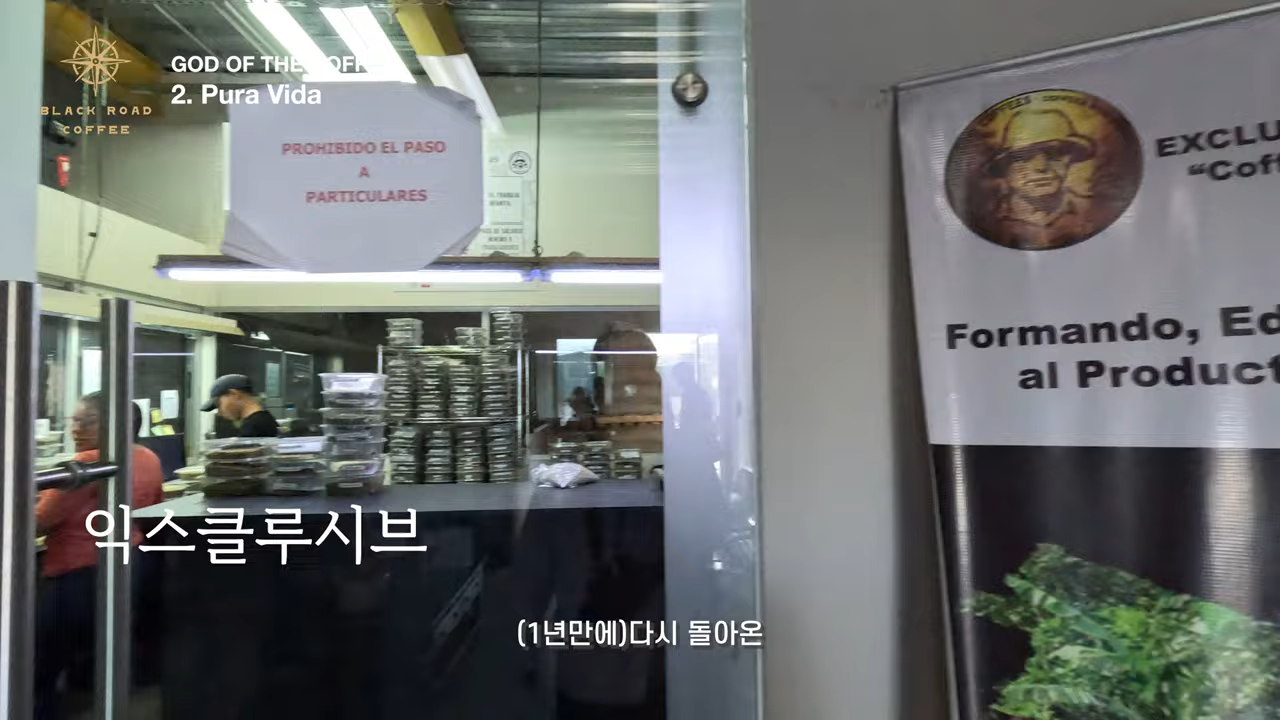 GOD OF THE COFFEE
2. Pura Vida
BLACK ROAD
COFFEE
PROHIBIDO EL PASO
A
PARTICULARES
EXCLU
"Coff
Formando, Ed
al Product
익스클루시브
(1년만에)다시 돌아온